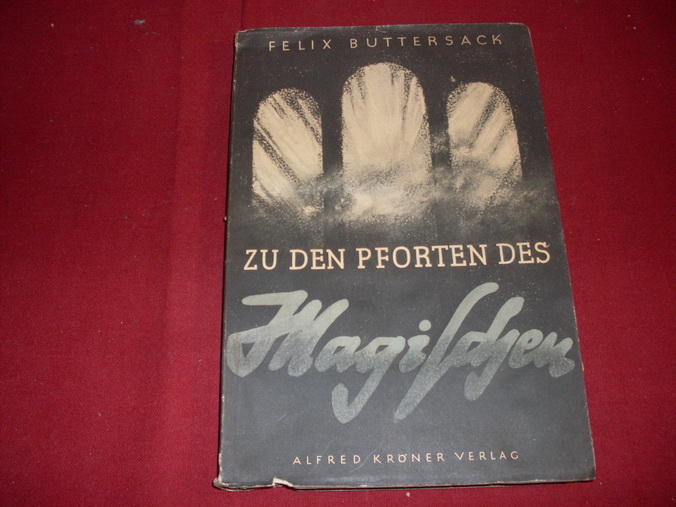 FELIX BUTTERSACK
ZU DEN PFORTEN DES
Magischen
ALFRED KRÖNER VERLAG